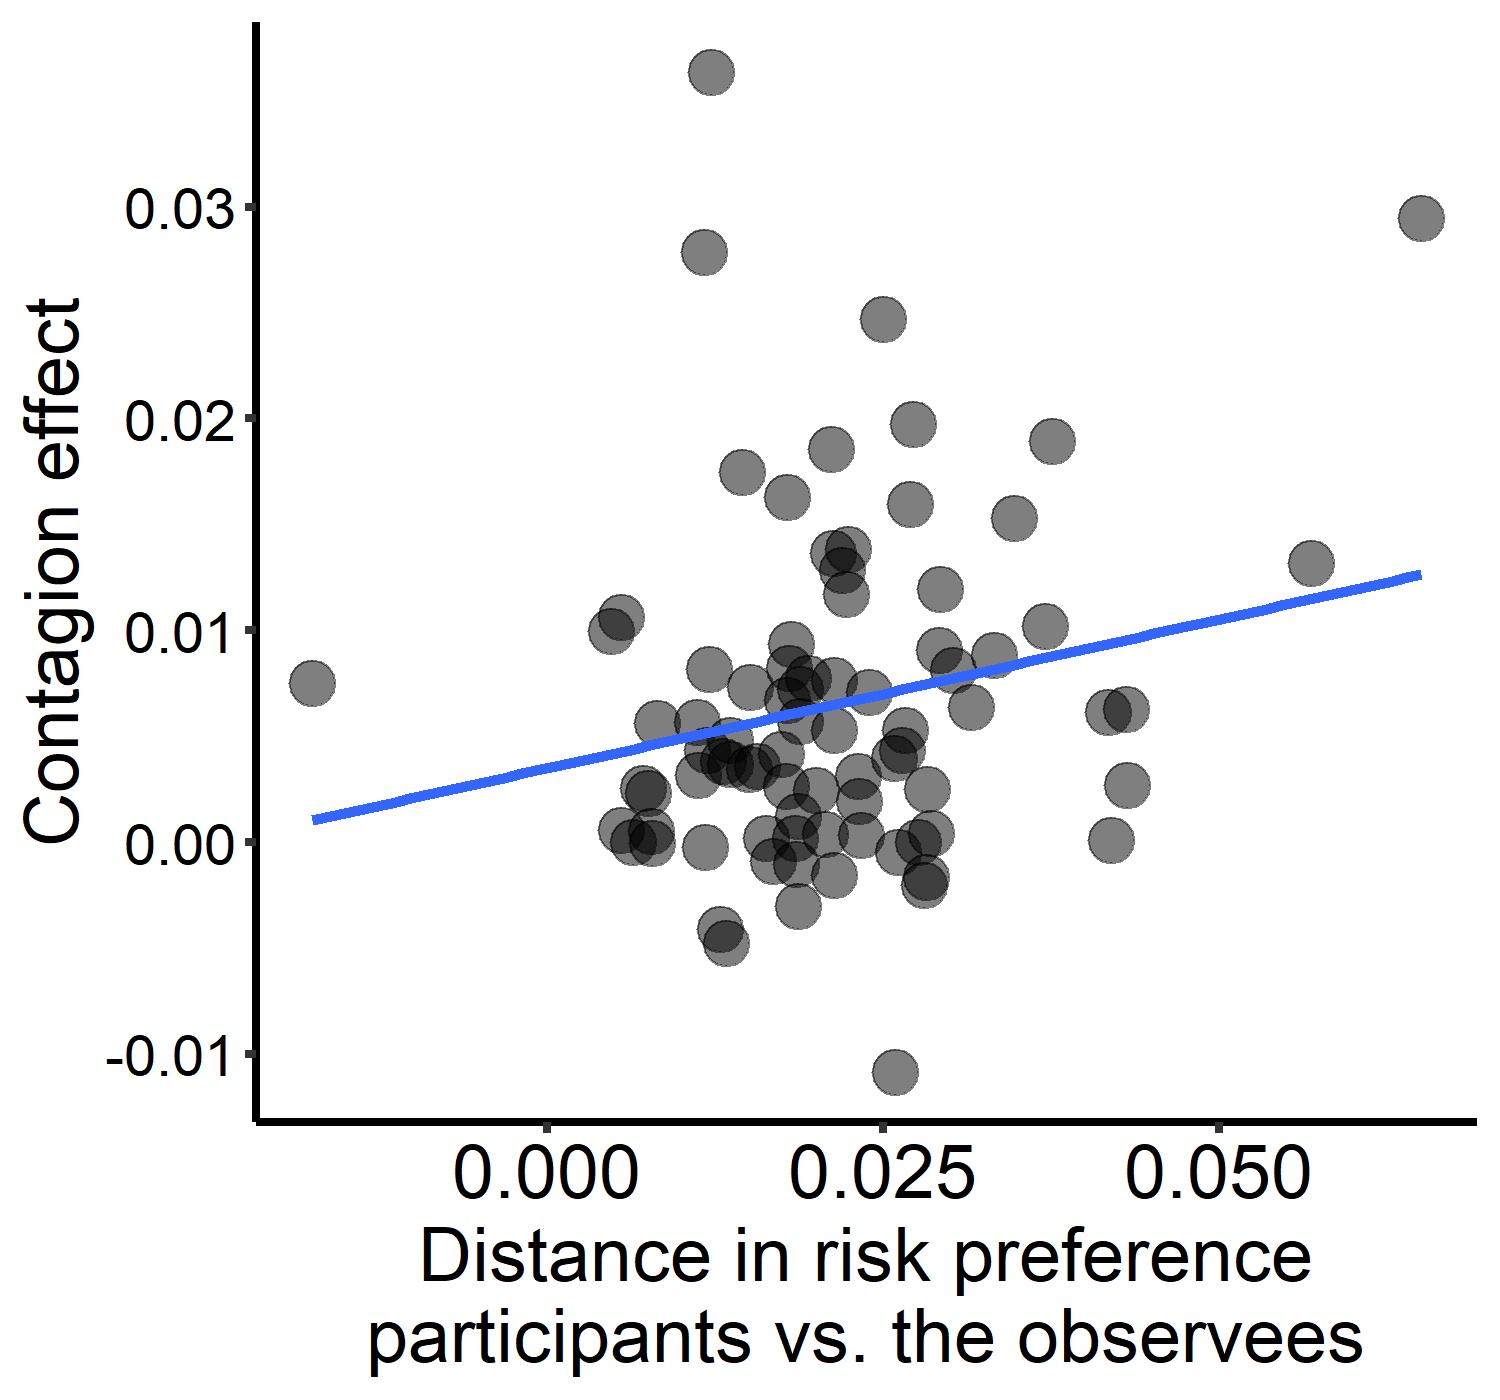 Contagion effect
0.03
0.02
0.01
0.00
-0.01
0.000 0.025 0.050
Distance in risk preference
participants vs. the observees